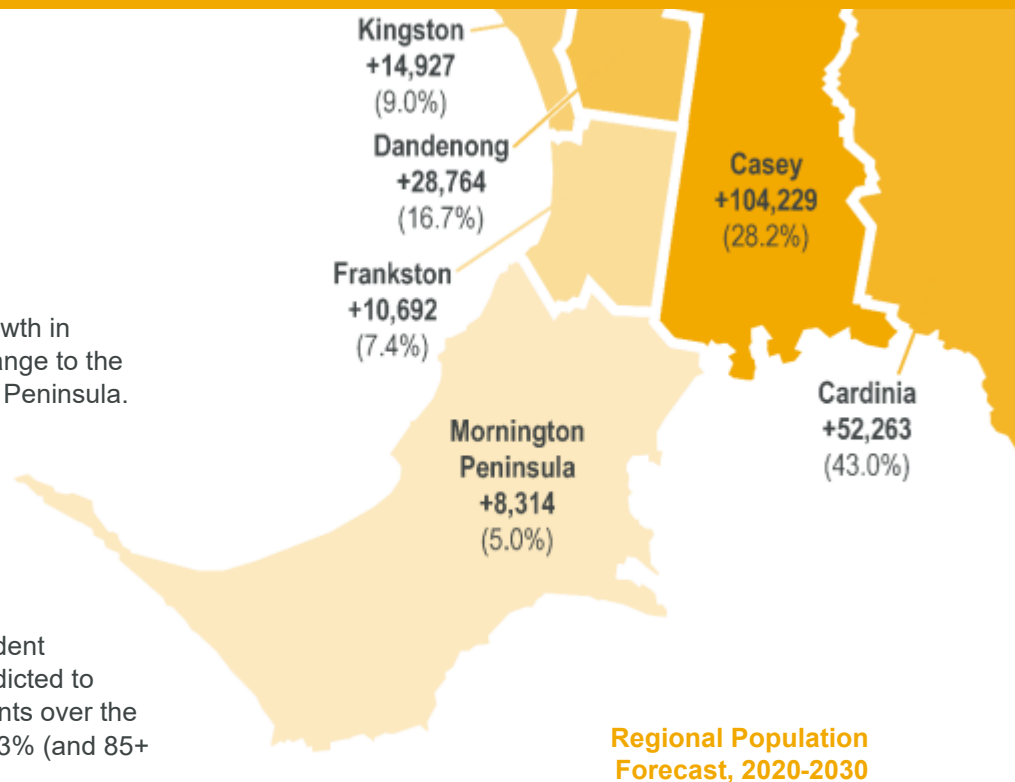 Kingston
+14,927
(9.0%)
Dandenong
+28,764
(16.7%)
Casey
+104,229
(28.2%)
Frankston
+10,692
(7.4%)
wth in
ange to the
Peninsula.
Cardinia
+52,263
(43.0%)
Mornington
Peninsula
+8,314
(5.0%)
dent
dicted to
nts over the
3% (and 85+
Regional Population
Forecast, 2020-2030